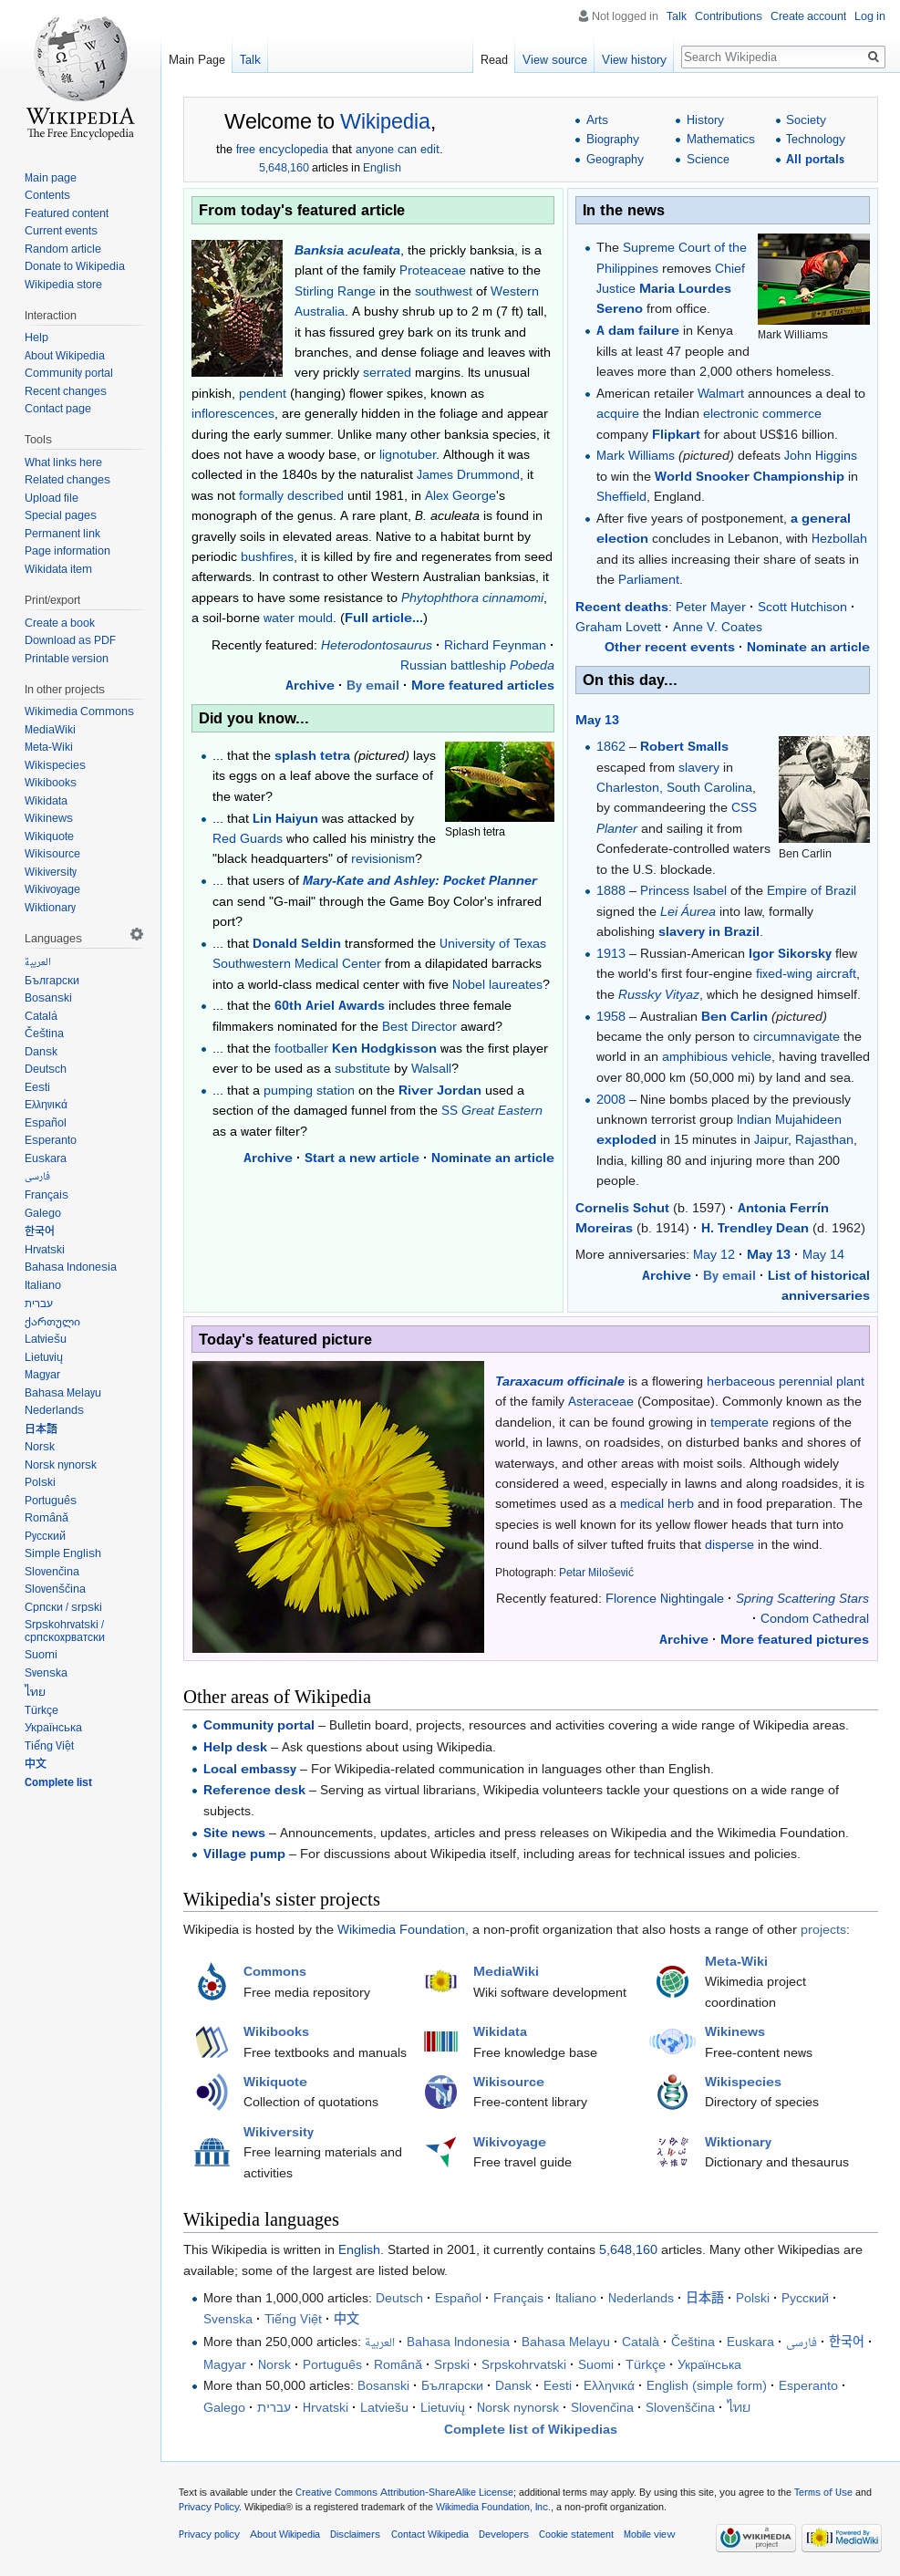 Not logged in Talk Contributions Create account Log in
Main Page Talk Read View source View history Search Wikipedia
WIKIPEDIA
The Free Encyclopedia
Main page
Contents
Featured content
Current events
Random article
Donate to Wikipedia
Wikipedia store
Interaction
Help
About Wikipedia
Community portal
Recent changes
Contact page
Tools
What links here
Related changes
Upload file
Special pages
Permanent link
Page information
Wikidata item
Print/export
Create a book
Download as PDF
Printable version
In other projects
Wikimedia Commons
MediaWiki
Meta-Wiki
Wikispecies
Wikibooks
Wikidata
Wikinews
Wikiquote
Wikisource
Wikiversity
Wikivoyage
Wiktionary
Languages
العربية
Български
Bosanski
Català
Čeština
Dansk
Deutsch
Eesti
Ελληνικά
Español
Esperanto
Euskara
فارسی
Français
Galego
한국어
Hrvatski
Bahasa Indonesia
Italiano
עברית
ქართული
Latviešu
Lietuvių
Magyar
Bahasa Melayu
Nederlands
日本語
Norsk
Norsk nynorsk
Polski
Português
Română
Русский
Simple English
Slovenčina
Slovenščina
Српски / srpski
Srpskohrvatski /
српскохрватски
Suomi
Svenska
ไทย
Türkçe
Українська
Tiếng Việt
中文
Complete list
Welcome to Wikipedia,
the free encyclopedia that anyone can edit.
5,648,160 articles in English
Arts
Biography
Geography
History
Mathematics
Science
Society
Technology
All portals
From today's featured article
Banksia aculeata, the prickly banksia, is a
plant of the family Proteaceae native to the
Stirling Range in the southwest of Western
Australia. A bushy shrub up to 2 m (7 ft) tall,
it has fissured grey bark on its trunk and
branches, and dense foliage and leaves with
very prickly serrated margins. Its unusual
pinkish, pendent (hanging) flower spikes, known as
inflorescences, are generally hidden in the foliage and appear
during the early summer. Unlike many other banksia species, it
does not have a woody base, or lignotuber. Although it was
collected in the 1840s by the naturalist James Drummond, it
was not formally described until 1981, in Alex George's
monograph of the genus. A rare plant, B. aculeata is found in
gravelly soils in elevated areas. Native to a habitat burnt by
periodic bushfires, it is killed by fire and regenerates from seed
afterwards. In contrast to other Western Australian banksias, it
appears to have some resistance to Phytophthora cinnamomi,
a soil-borne water mould. (Full article...)
Recently featured: Heterodontosaurus · Richard Feynman ·
Russian battleship Pobeda
Archive · By email · More featured articles
Did you know...
... that the splash tetra (pictured) lays
its eggs on a leaf above the surface of
the water?
Splash tetra
... that Lin Haiyun was attacked by
Red Guards who called his ministry the
"black headquarters" of revisionism?
... that users of Mary-Kate and Ashley: Pocket Planner
can send "G-mail" through the Game Boy Color's infrared
port?
... that Donald Seldin transformed the University of Texas
Southwestern Medical Center from a dilapidated barracks
into a world-class medical center with five Nobel laureates?
... that the 60th Ariel Awards includes three female
filmmakers nominated for the Best Director award?
... that the footballer Ken Hodgkisson was the first player
ever to be used as a substitute by Walsall?
... that a pumping station on the River Jordan used a
section of the damaged funnel from the SS Great Eastern
as a water filter?
Archive · Start a new article · Nominate an article
In the news
The Supreme Court of the
Philippines removes Chief
Justice Maria Lourdes
Sereno from office.
Mark Williams
A dam failure in Kenya
kills at least 47 people and
leaves more than 2,000 others homeless.
American retailer Walmart announces a deal to
acquire the Indian electronic commerce
company Flipkart for about US$16 billion.
Mark Williams (pictured) defeats John Higgins
to win the World Snooker Championship in
Sheffield, England.
After five years of postponement, a general
election concludes in Lebanon, with Hezbollah
and its allies increasing their share of seats in
the Parliament.
Recent deaths: Peter Mayer · Scott Hutchison ·
Graham Lovett · Anne V. Coates
Other recent events · Nominate an article
On this day...
May 13
1862 – Robert Smalls
escaped from slavery in
Charleston, South Carolina,
by commandeering the CSS
Planter and sailing it from
Confederate-controlled waters
to the U.S. blockade.
Ben Carlin
1888 – Princess Isabel of the Empire of Brazil
signed the Lei Áurea into law, formally
abolishing slavery in Brazil.
1913 – Russian-American Igor Sikorsky flew
the world's first four-engine fixed-wing aircraft,
the Russky Vityaz, which he designed himself.
1958 – Australian Ben Carlin (pictured)
became the only person to circumnavigate the
world in an amphibious vehicle, having travelled
over 80,000 km (50,000 mi) by land and sea.
2008 – Nine bombs placed by the previously
unknown terrorist group Indian Mujahideen
exploded in 15 minutes in Jaipur, Rajasthan,
India, killing 80 and injuring more than 200
people.
Cornelis Schut (b. 1597) · Antonia Ferrín
Moreiras (b. 1914) · H. Trendley Dean (d. 1962)
More anniversaries: May 12 · May 13 · May 14
Archive · By email · List of historical
anniversaries
Today's featured picture
Taraxacum officinale is a flowering herbaceous perennial plant
of the family Asteraceae (Compositae). Commonly known as the
dandelion, it can be found growing in temperate regions of the
world, in lawns, on roadsides, on disturbed banks and shores of
waterways, and other areas with moist soils. Although widely
considered a weed, especially in lawns and along roadsides, it is
sometimes used as a medical herb and in food preparation. The
species is well known for its yellow flower heads that turn into
round balls of silver tufted fruits that disperse in the wind.
Photograph: Petar Milošević
Recently featured: Florence Nightingale · Spring Scattering Stars
· Condom Cathedral
Archive · More featured pictures
Other areas of Wikipedia
Community portal – Bulletin board, projects, resources and activities covering a wide range of Wikipedia areas.
Help desk – Ask questions about using Wikipedia.
Local embassy – For Wikipedia-related communication in languages other than English.
Reference desk – Serving as virtual librarians, Wikipedia volunteers tackle your questions on a wide range of
subjects.
Site news – Announcements, updates, articles and press releases on Wikipedia and the Wikimedia Foundation.
Village pump – For discussions about Wikipedia itself, including areas for technical issues and policies.
Wikipedia's sister projects
Wikipedia is hosted by the Wikimedia Foundation, a non-profit organization that also hosts a range of other projects:
Commons
Free media repository
MediaWiki
Wiki software development
Meta-Wiki
Wikimedia project
coordination
Wikibooks
Free textbooks and manuals
Wikidata
Free knowledge base
Wikinews
Free-content news
Wikiquote
Collection of quotations
Wikisource
Free-content library
Wikispecies
Directory of species
Wikiversity
Free learning materials and
activities
Wikivoyage
Free travel guide
Wiktionary
Dictionary and thesaurus
Wikipedia languages
This Wikipedia is written in English. Started in 2001, it currently contains 5,648,160 articles. Many other Wikipedias are
available; some of the largest are listed below.
More than 1,000,000 articles: Deutsch · Español · Français · Italiano · Nederlands · 日本語 · Polski · Русский ·
Svenska · Tiếng Việt · 中文
More than 250,000 articles: العربية · Bahasa Indonesia · Bahasa Melayu · Català · Čeština · Euskara · فارسی · 한국어 ·
Magyar · Norsk · Português · Română · Srpski · Srpskohrvatski · Suomi · Türkçe · Українська
More than 50,000 articles: Bosanski · Български · Dansk · Eesti · Ελληνικά · English (simple form) · Esperanto ·
Galego · עברית · Hrvatski · Latviešu · Lietuvių · Norsk nynorsk · Slovenčina · Slovenščina · ไทย
Complete list of Wikipedias
Text is available under the Creative Commons Attribution-ShareAlike License; additional terms may apply. By using this site, you agree to the Terms of Use and
Privacy Policy. Wikipedia® is a registered trademark of the Wikimedia Foundation, Inc., a non-profit organization.
Privacy policy About Wikipedia Disclaimers Contact Wikipedia Developers Cookie statement Mobile view
a
WIKIMEDIA
project
Powered By
MediaWiki